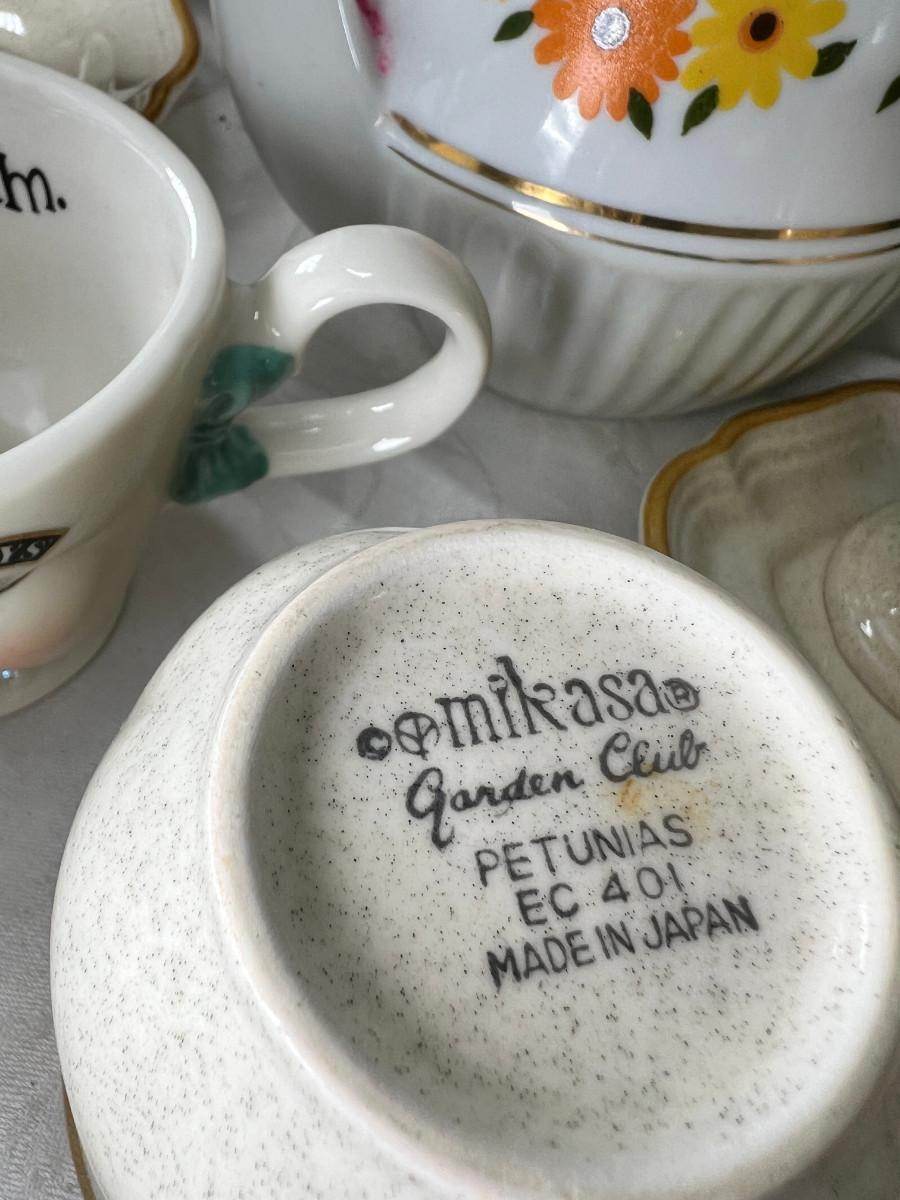 m.
©mikasa®
Garden Club
PETUNIAS
EC 401
MADE IN JAPAN